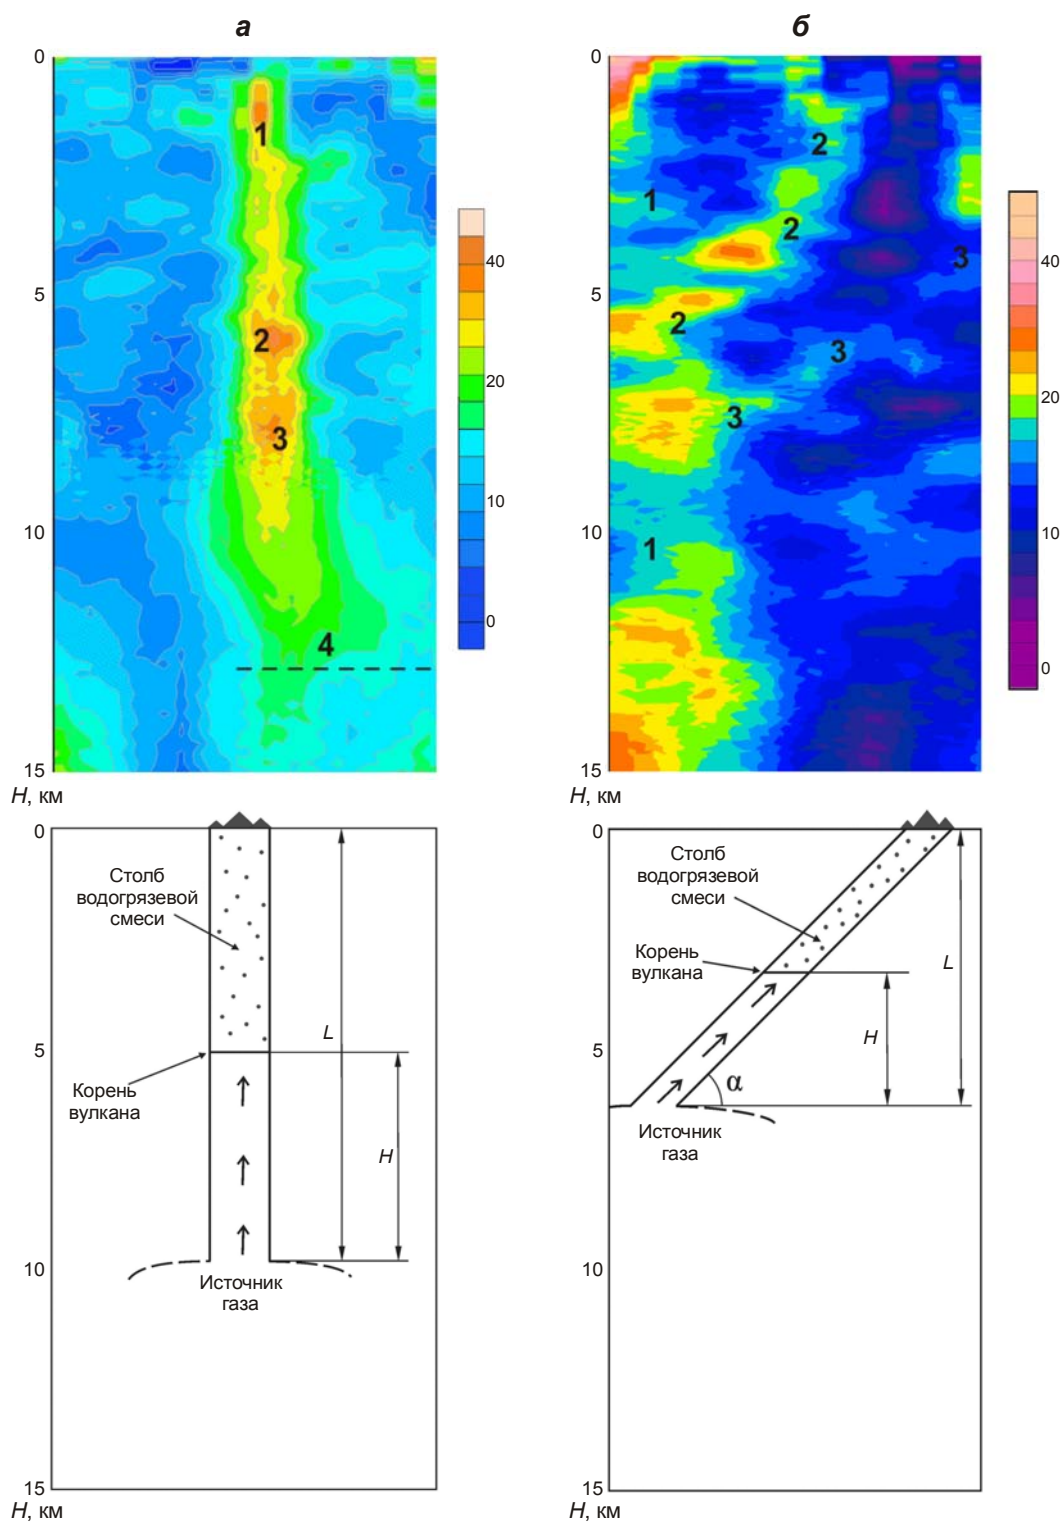 а
б
0
1
2
3
4
5
10
15
H, км
40
20
10
0
0
1
2
2
2
3
3
3
1
5
10
15
H, км
40
20
10
0
0
Столб
водогрязевой
смеси
L
5
Корень
вулкана
H
10
Источник
газа
15
H, км
0
Столб
водогрязевой
смеси
Корень
вулкана
L
H
5
α
Источник
газа
10
15
H, км